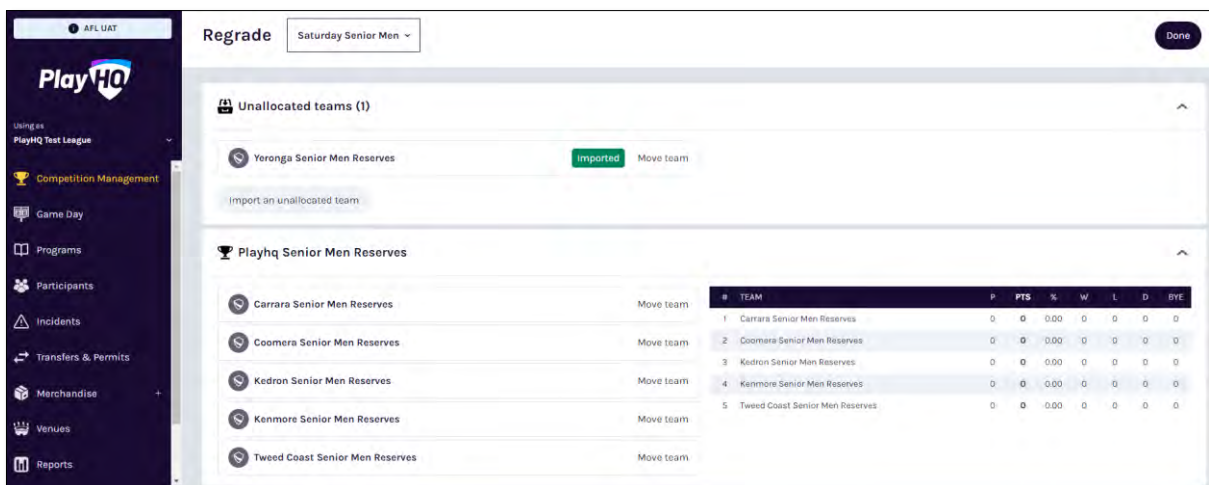 AFL UAT
PlayHQ
Using as
PlayHQ Test League
Competition Management
Game Day
Programs
Participants
Incidents
Transfers & Permits
Merchandise +
Venues
Reports
Regrade Saturday Senior Men Done
Unallocated teams (1)
Yeronga Senior Men Reserves Imported Move team
Import an unallocated team
Playhq Senior Men Reserves
Carrara Senior Men Reserves Move team
Coomera Senior Men Reserves Move team
Kedron Senior Men Reserves Move team
Kenmore Senior Men Reserves Move team
Tweed Coast Senior Men Reserves Move team
# TEAM P PTS % W L D BYE
1 Carrara Senior Men Reserves 0 0 0.00 0 0 0 0
2 Coomera Senior Men Reserves 0 0 0.00 0 0 0 0
3 Kedron Senior Men Reserves 0 0 0.00 0 0 0 0
4 Kenmore Senior Men Reserves 0 0 0.00 0 0 0 0
5 Tweed Coast Senior Men Reserves 0 0 0.00 0 0 0 0